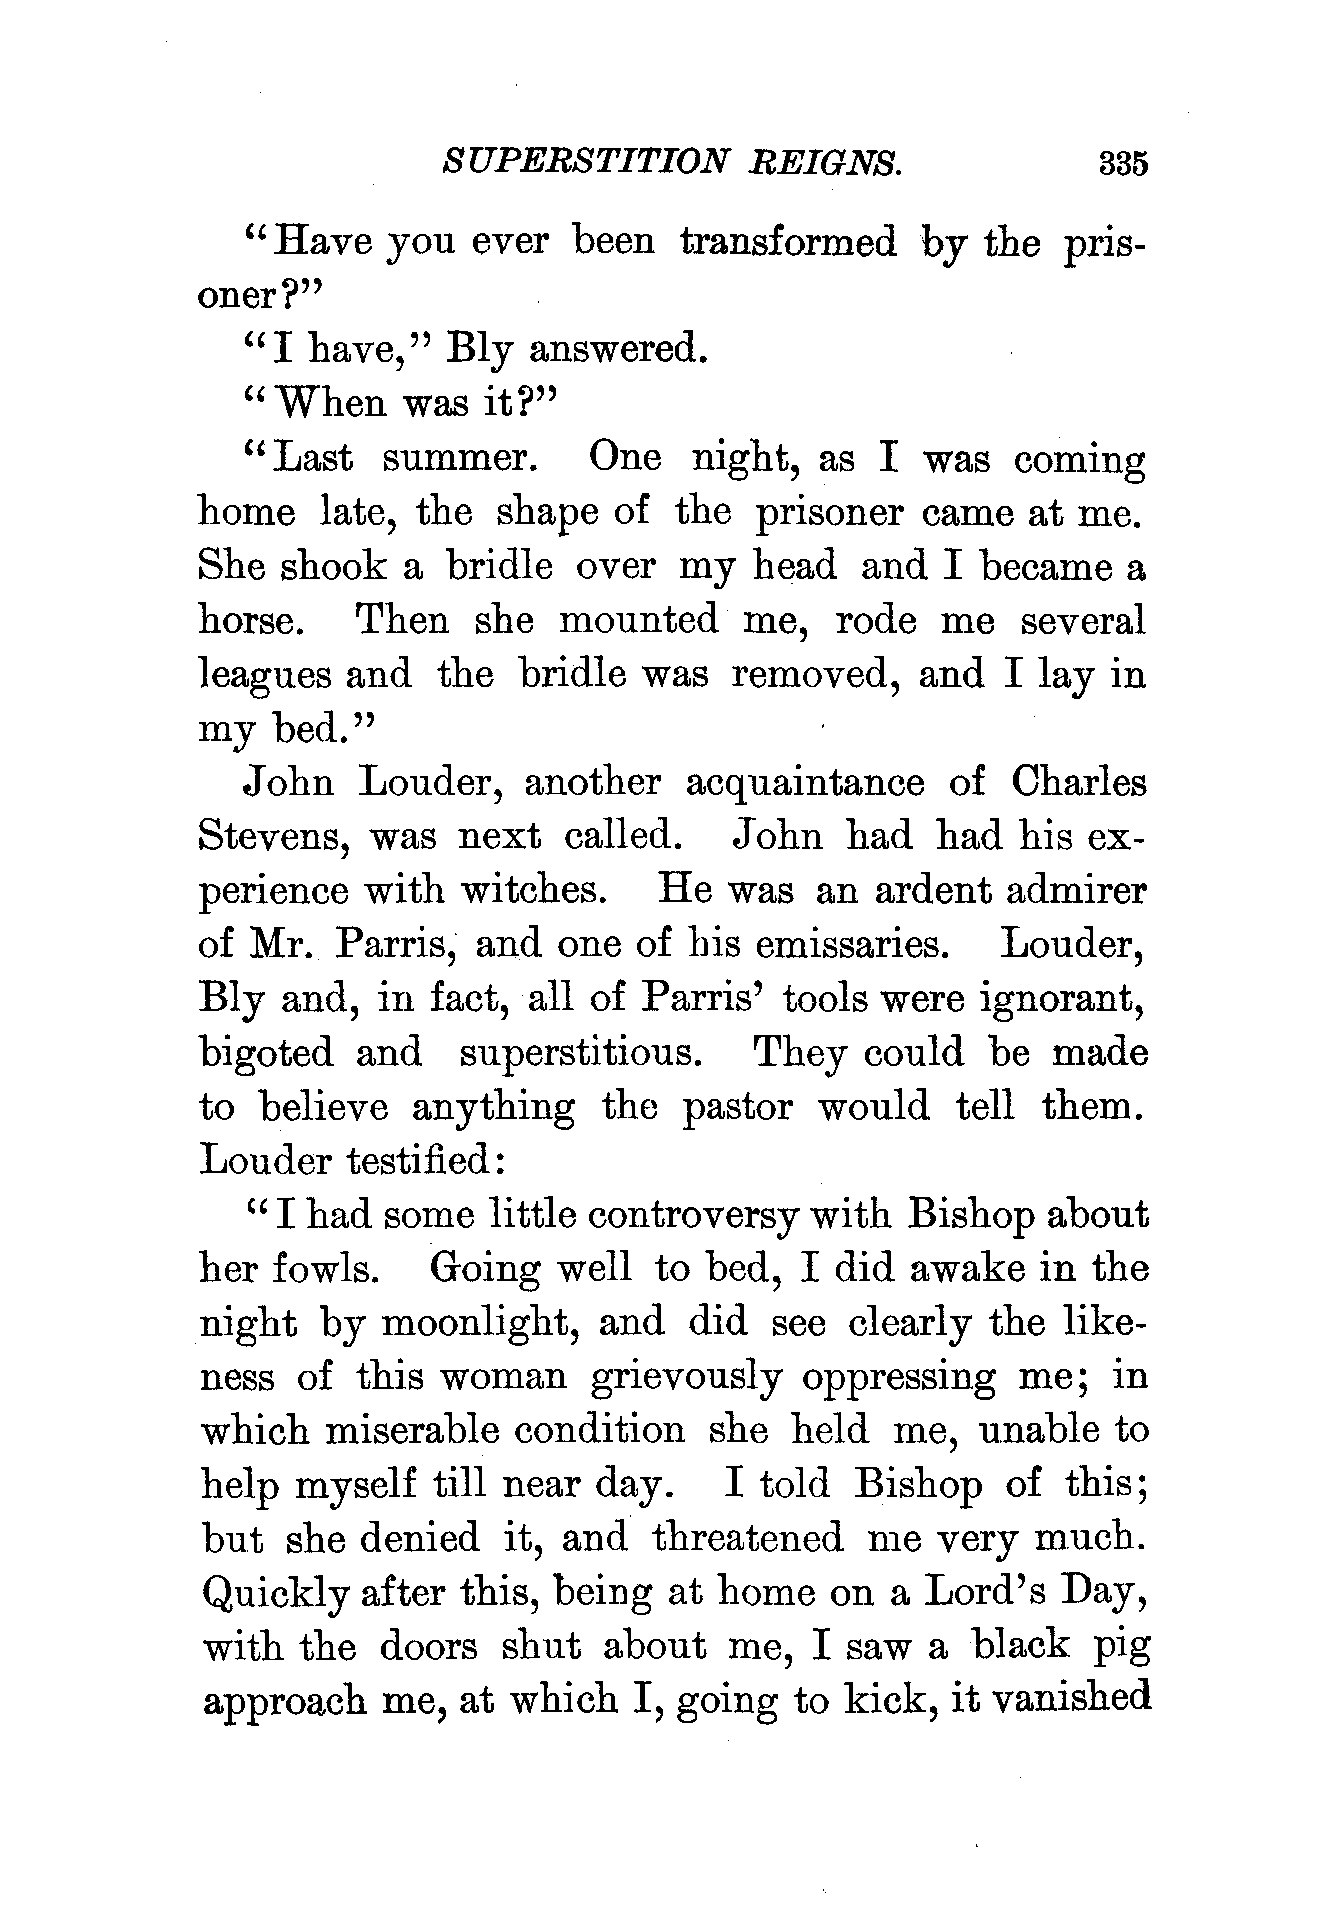 SUPERSTITION REIGNS. 335
"Have you ever been transformed by the pris-
oner?"
"I have," Bly answered.
"When was it?"
"Last summer. One night, as I was coming
home late, the shape of the prisoner came at me.
She shook a bridle over my head and I became a
horse. Then she mounted me, rode me several
leagues and the bridle was removed, and I lay in
my bed."
John Louder, another acquaintance of Charles
Stevens, was next called. John had had his ex-
perience with witches. He was an ardent admirer
of Mr. Parris, and one of his emissaries. Louder,
Bly and, in fact, all of Parris' tools were ignorant,
bigoted and superstitious. They could be made
to believe anything the pastor would tell them.
Louder testified:
"I had some little controversy with Bishop about
her fowls. Going well to bed, I did awake in the
night by moonlight, and did see clearly the like-
ness of this woman grievously oppressing me; in
which miserable condition she held me, unable to
help myself till near day. I told Bishop of this;
but she denied it, and threatened me very much.
Quickly after this, being at home on a Lord's Day,
with the doors shut about me, I saw a black pig
approach me, at which I, going to kick, it vanished